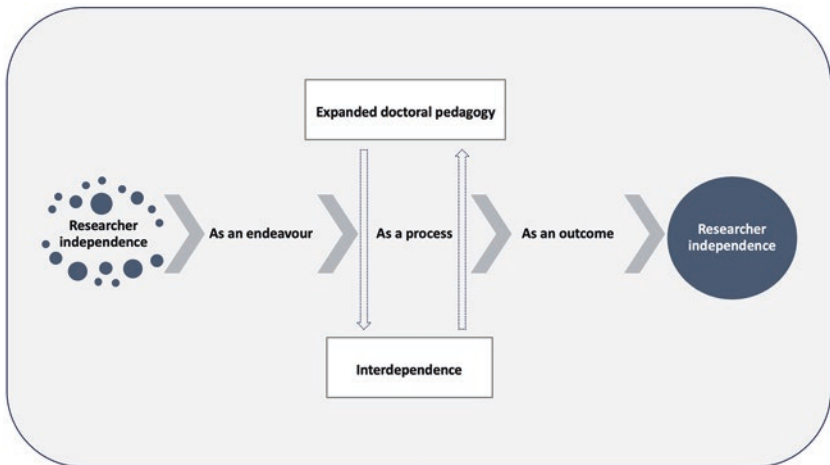 Expanded doctoral pedagogy
Researcher
independence
As an endeavour
As a process
As an outcome
Researcher
independence
Interdependence